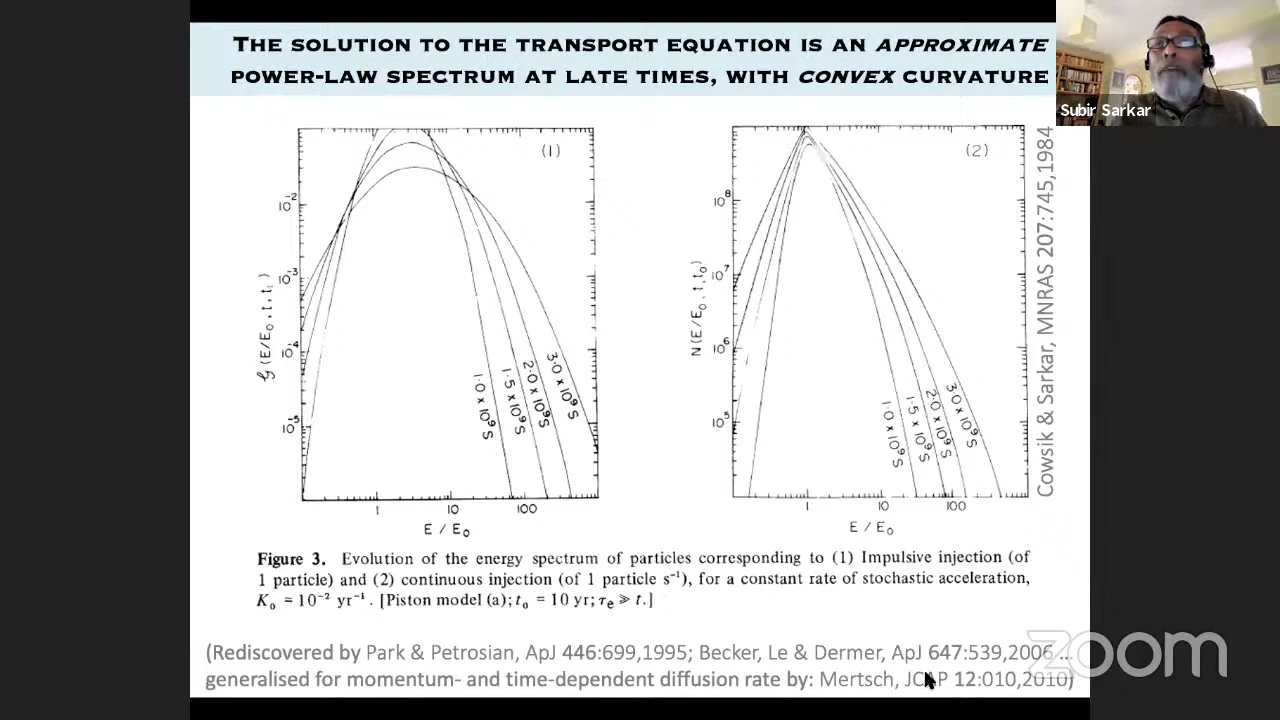 THE SOLUTION TO THE TRANSPORT EQUATION IS AN APPROXIMATE
POWER-LAW SPECTRUM AT LATE TIMES, WITH CONVEX CURVATURE
Subir Sarkar
(1)
10⁻²
10⁻³
10⁻⁴
10⁻⁵
𝒢(E/E₀, t, t₁)
1·0 x 10⁹ S
1·5 x 10⁹ S
2·0 x 10⁹ S
3·0 x 10⁹ S
1 10 100
E / E₀
(2)
10⁸
10⁷
10⁶
10⁵
N(E/E₀, t, t₀)
1·0 x 10⁹ S
1·5 x 10⁹ S
2·0 x 10⁹ S
3·0 x 10⁹ S
1 10 100
E / E₀
Cowsik & Sarkar, MNRAS 207:745,1984
Figure 3. Evolution of the energy spectrum of particles corresponding to (1) Impulsive injection (of
1 particle) and (2) continuous injection (of 1 particle s⁻¹), for a constant rate of stochastic acceleration,
K₀ = 10⁻² yr⁻¹. [Piston model (a); t₀ = 10 yr; τₑ ≫ t.]
(Rediscovered by Park & Petrosian, ApJ 446:699,1995; Becker, Le & Dermer, ApJ 647:539,2006 ...
generalised for momentum- and time-dependent diffusion rate by: Mertsch, JCAP 12:010,2010)
zoom